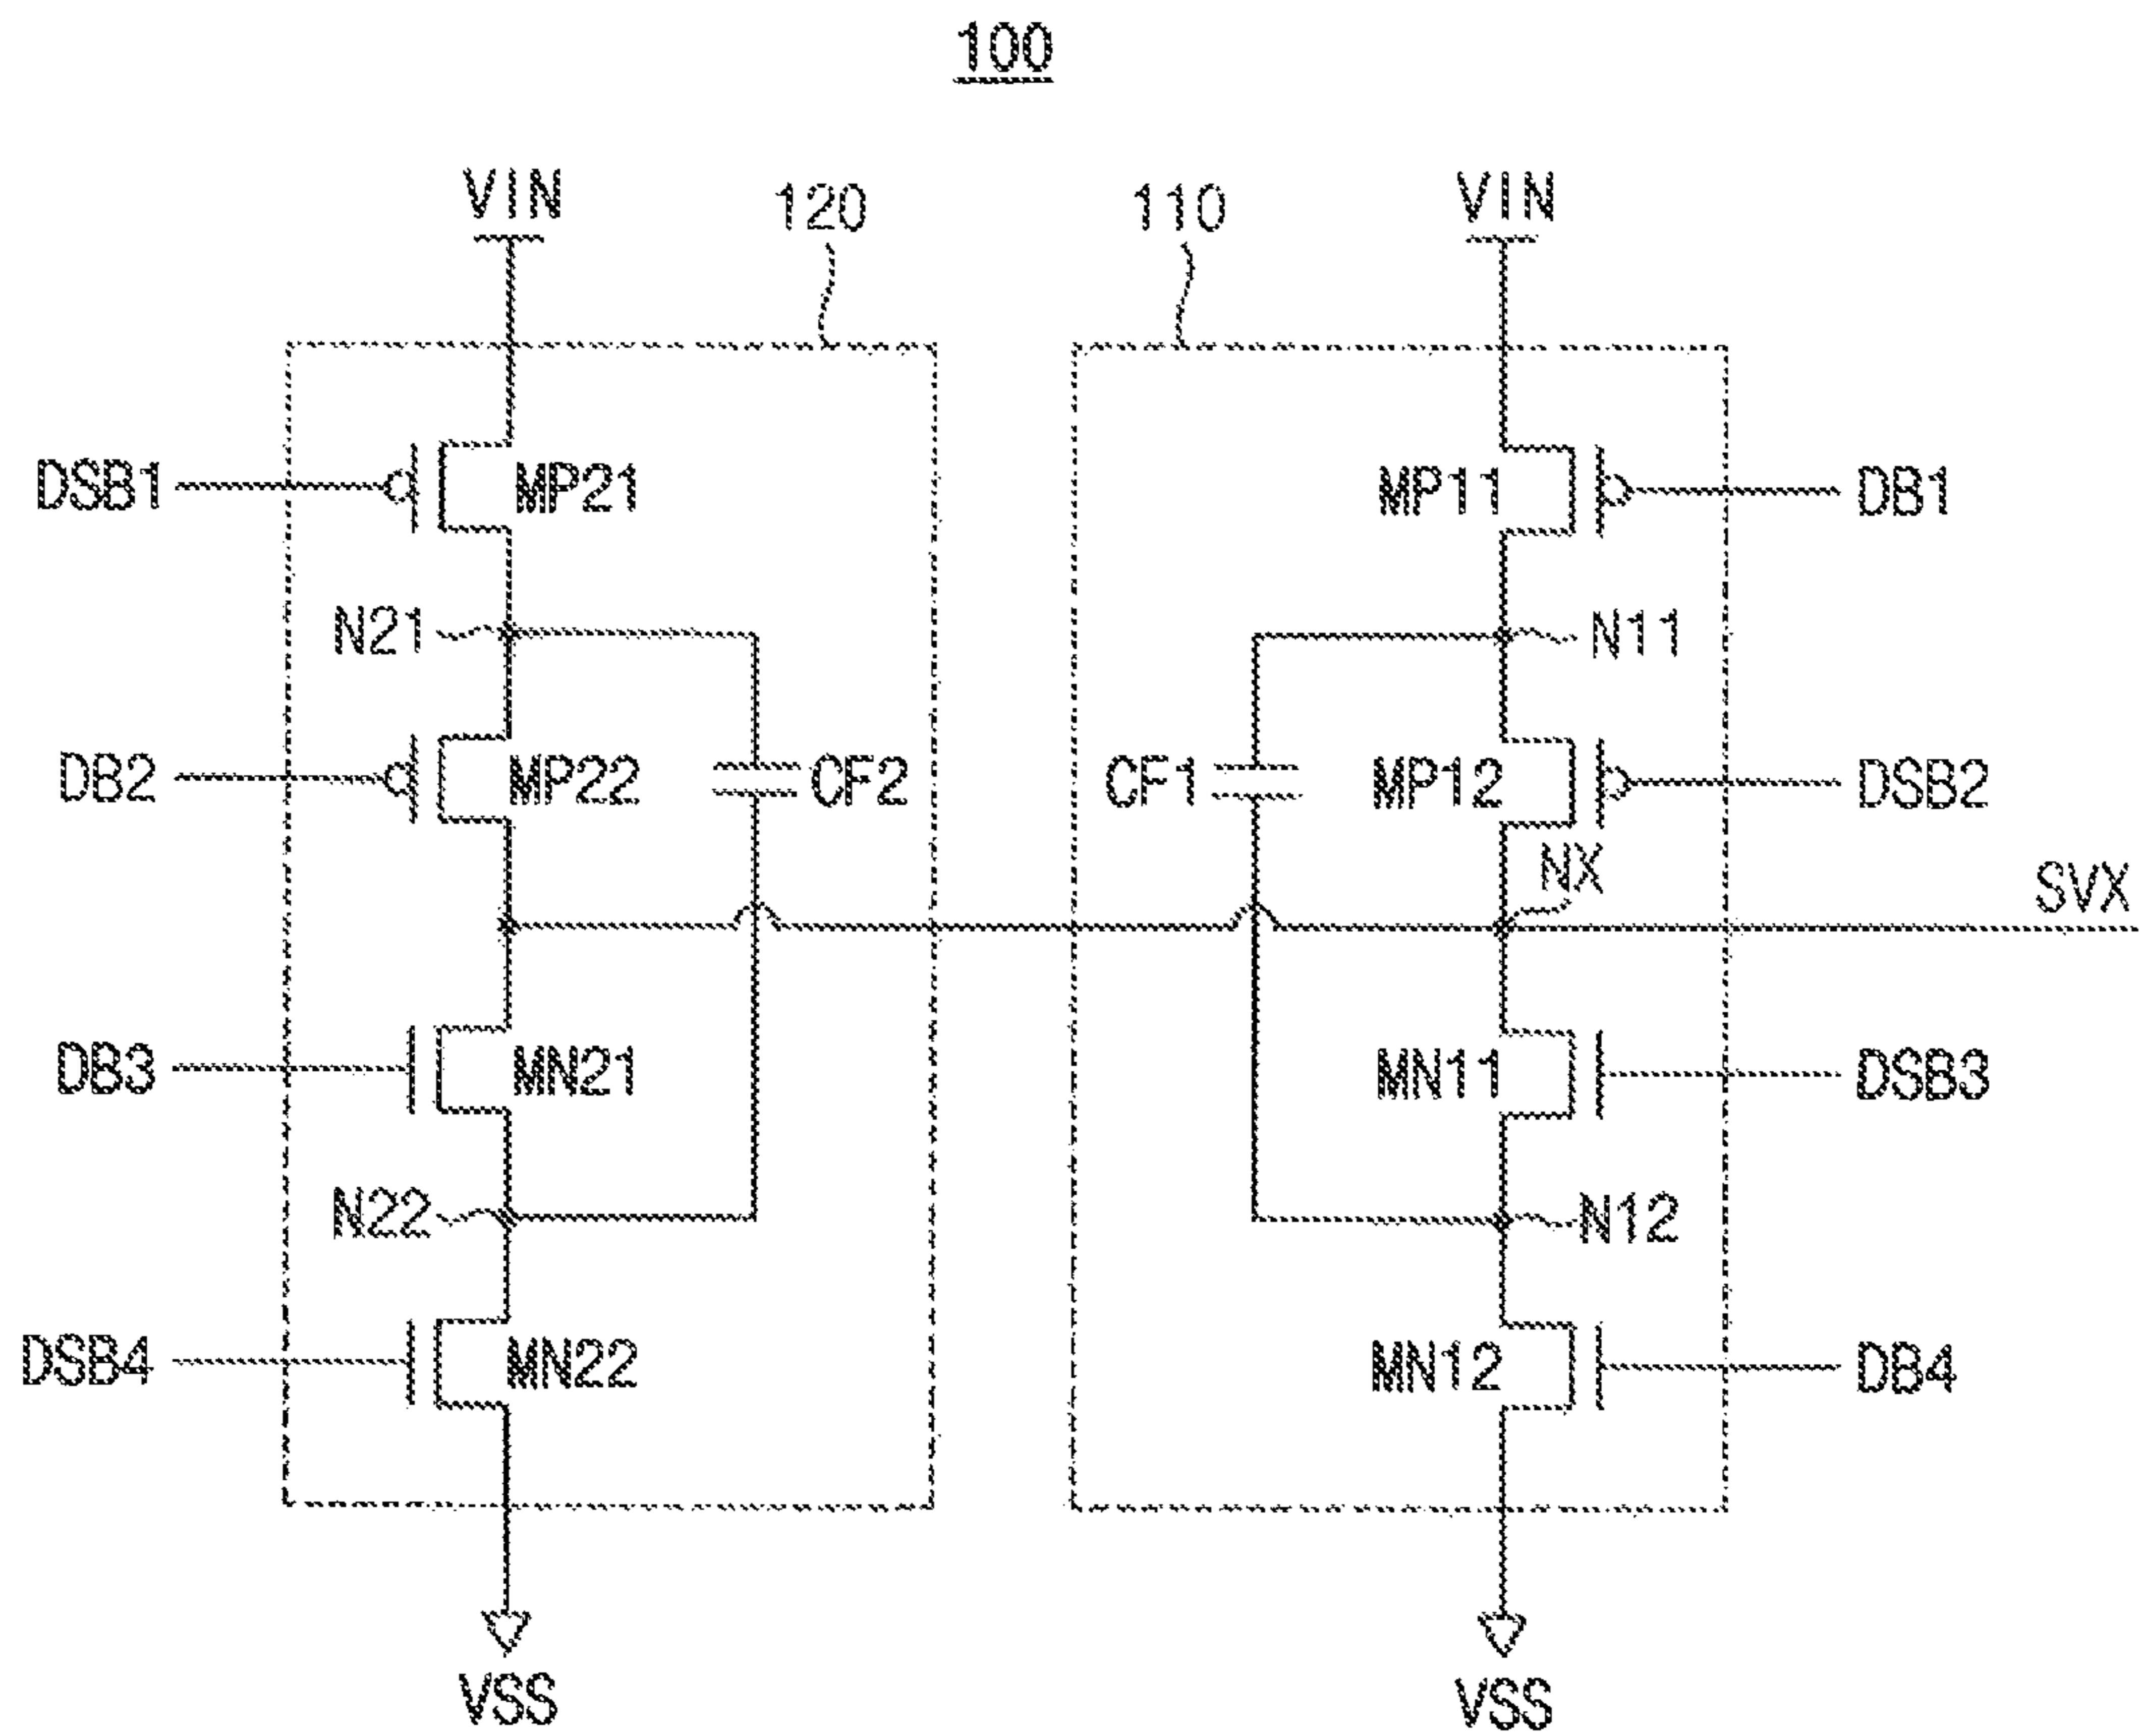 100
VIN 120 110 VIN
DSB1 MP21 MP11 DB1
N21 N11
DB2 MP22 CF2 CF1 MP12 DSB2
NX SVX
DB3 MN21 MN11 DSB3
N22 N12
DSB4 MN22 MN12 DB4
VSS VSS